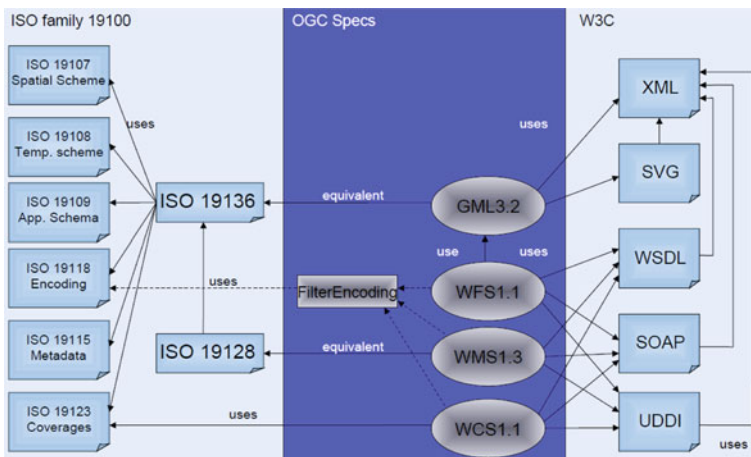 ISO family 19100
OGC Specs
W3C
ISO 19107
Spatial Scheme
ISO 19108
Temp. scheme
ISO 19109
App. Schema
ISO 19118
Encoding
ISO 19115
Metadata
ISO 19123
Coverages
uses
ISO 19136
ISO 19128
uses
uses
equivalent
equivalent
FilterEncoding
uses
GML3.2
use
uses
WFS1.1
WMS1.3
WCS1.1
XML
SVG
WSDL
SOAP
UDDI
uses